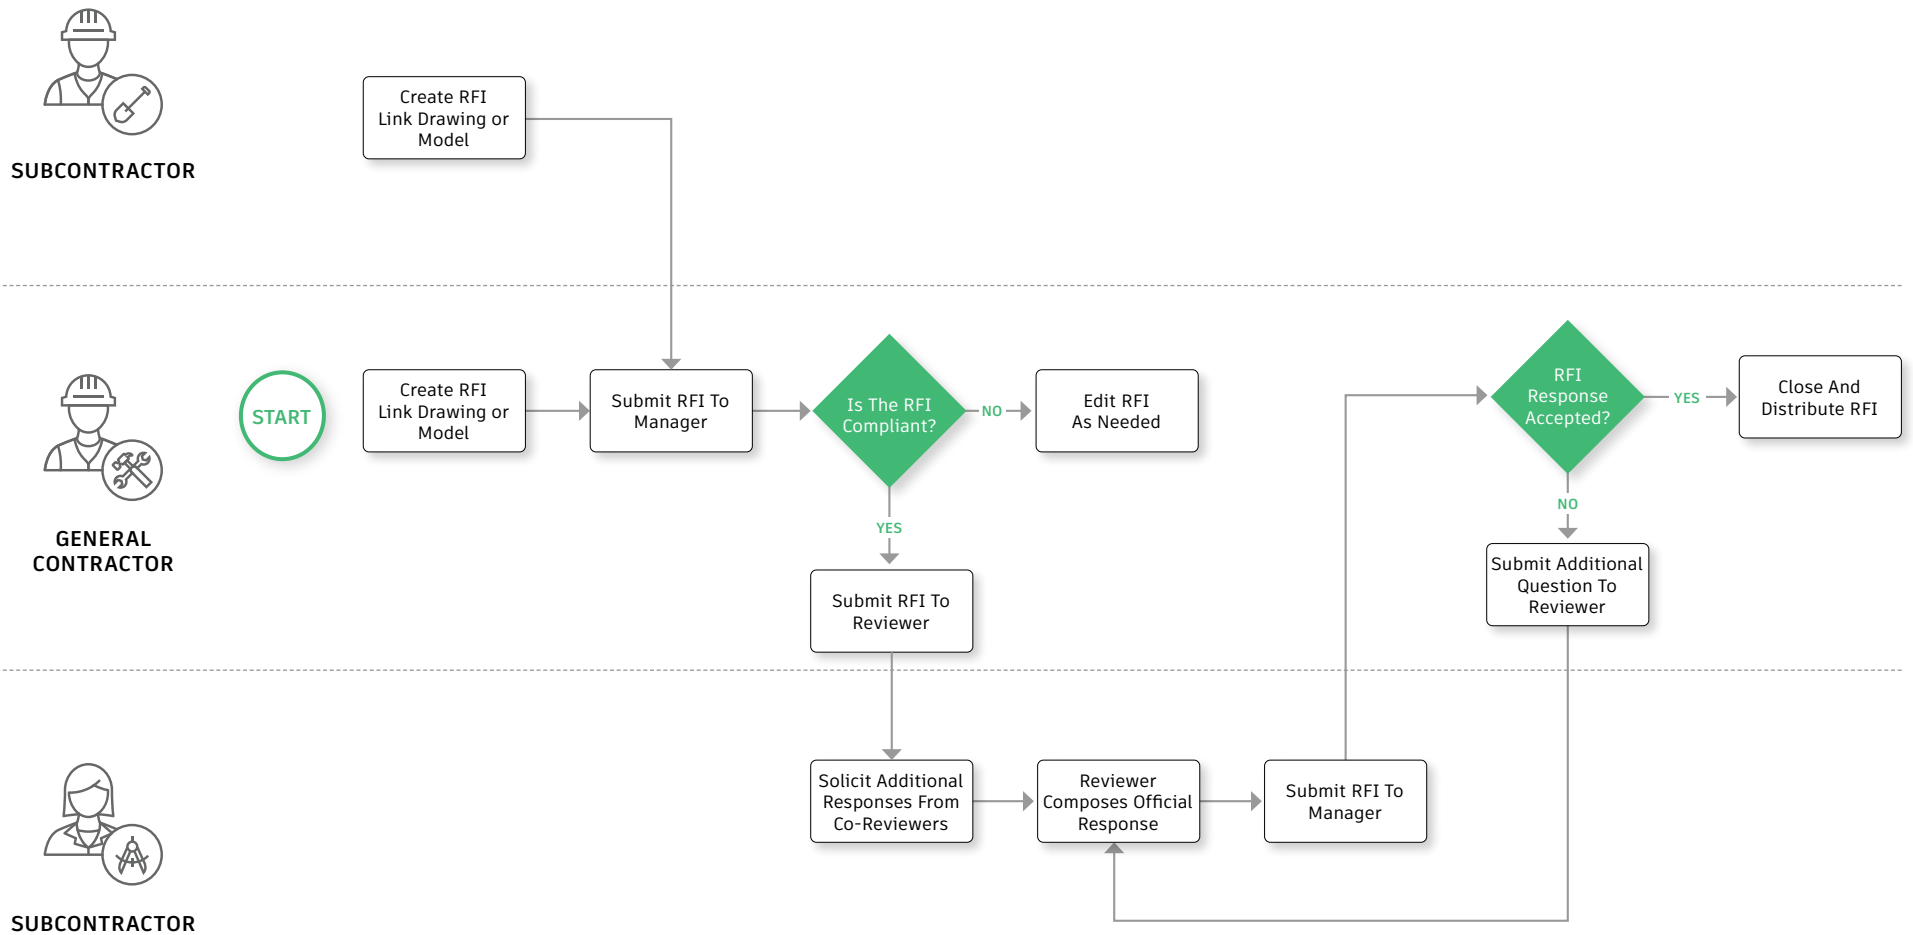 SUBCONTRACTOR
Create RFI
Link Drawing or
Model
GENERAL
CONTRACTOR
START
Create RFI
Link Drawing or
Model
Submit RFI To
Manager
Is The RFI
Compliant?
NO
Edit RFI
As Needed
YES
Submit RFI To
Reviewer
RFI
Response
Accepted?
YES
Close And
Distribute RFI
NO
Submit Additional
Question To
Reviewer
SUBCONTRACTOR
Solicit Additional
Responses From
Co-Reviewers
Reviewer
Composes Official
Response
Submit RFI To
Manager